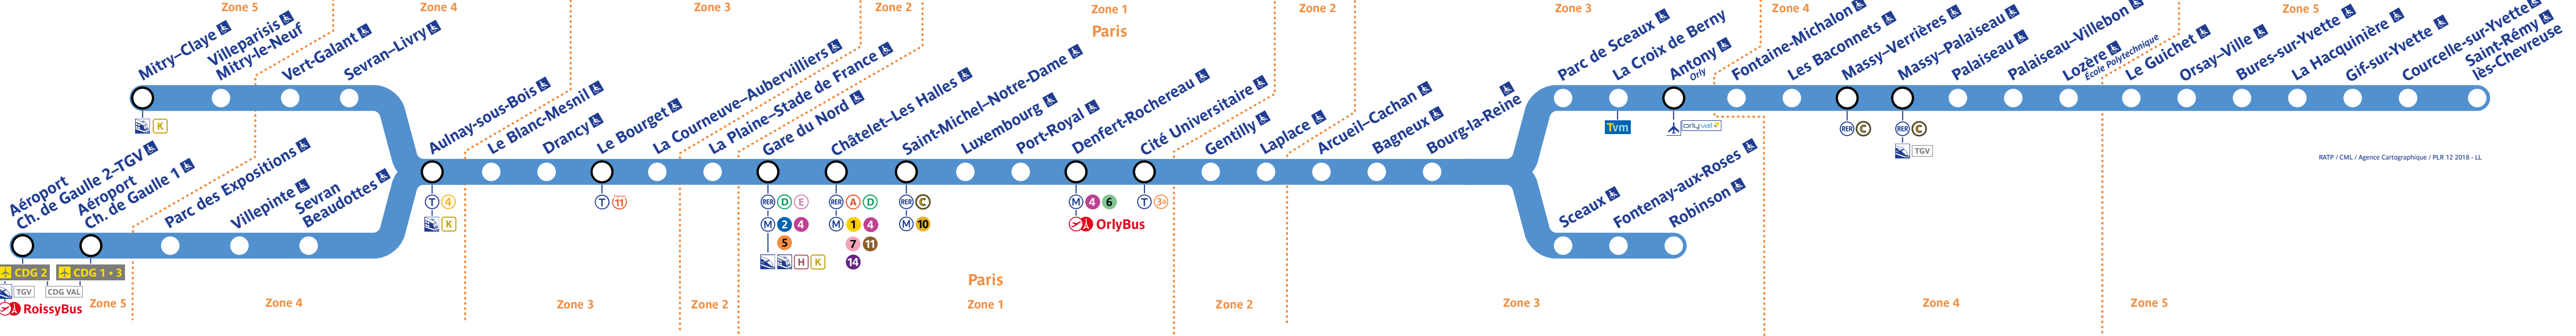 Zone 5
Zone 4
Zone 3
Zone 2
Zone 1
Paris
Zone 2
Zone 3
Zone 4
Zone 5
Mitry–Claye
Villeparisis
Mitry-le-Neuf
Vert-Galant
Sevran–Livry
Aéroport
Ch. de Gaulle 2–TGV
Aéroport
Ch. de Gaulle 1
Parc des Expositions
Villepinte
Sevran
Beaudottes
Aulnay-sous-Bois
Le Blanc-Mesnil
Drancy
Le Bourget
La Courneuve–Aubervilliers
La Plaine–Stade de France
Gare du Nord
Châtelet–Les Halles
Saint-Michel–Notre-Dame
Luxembourg
Port-Royal
Denfert-Rochereau
Cité Universitaire
Gentilly
Laplace
Arcueil–Cachan
Bagneux
Bourg-la-Reine
Parc de Sceaux
La Croix de Berny
Antony
Orly
Fontaine-Michalon
Les Baconnets
Massy–Verrières
Massy–Palaiseau
Palaiseau
Palaiseau–Villebon
Lozère
École Polytechnique
Le Guichet
Orsay–Ville
Bures-sur-Yvette
La Hacquinière
Gif-sur-Yvette
Courcelle-sur-Yvette
Saint-Rémy
lès-Chevreuse
Sceaux
Fontenay-aux-Roses
Robinson
K
CDG 2
CDG 1 • 3
TGV
CDG VAL
RoissyBus
T 4
K
T 11
RER D E
M 2 4
5
H K
RER A D
M 1 4
7 11
14
RER C
M 10
M 4 6
OrlyBus
T 3a
Tvm
orlyval
RER C
RER C
TGV
RATP / CML / Agence Cartographique / PLR 12 2018 - LL
Paris
Zone 5
Zone 4
Zone 3
Zone 2
Zone 1
Zone 2
Zone 3
Zone 4
Zone 5